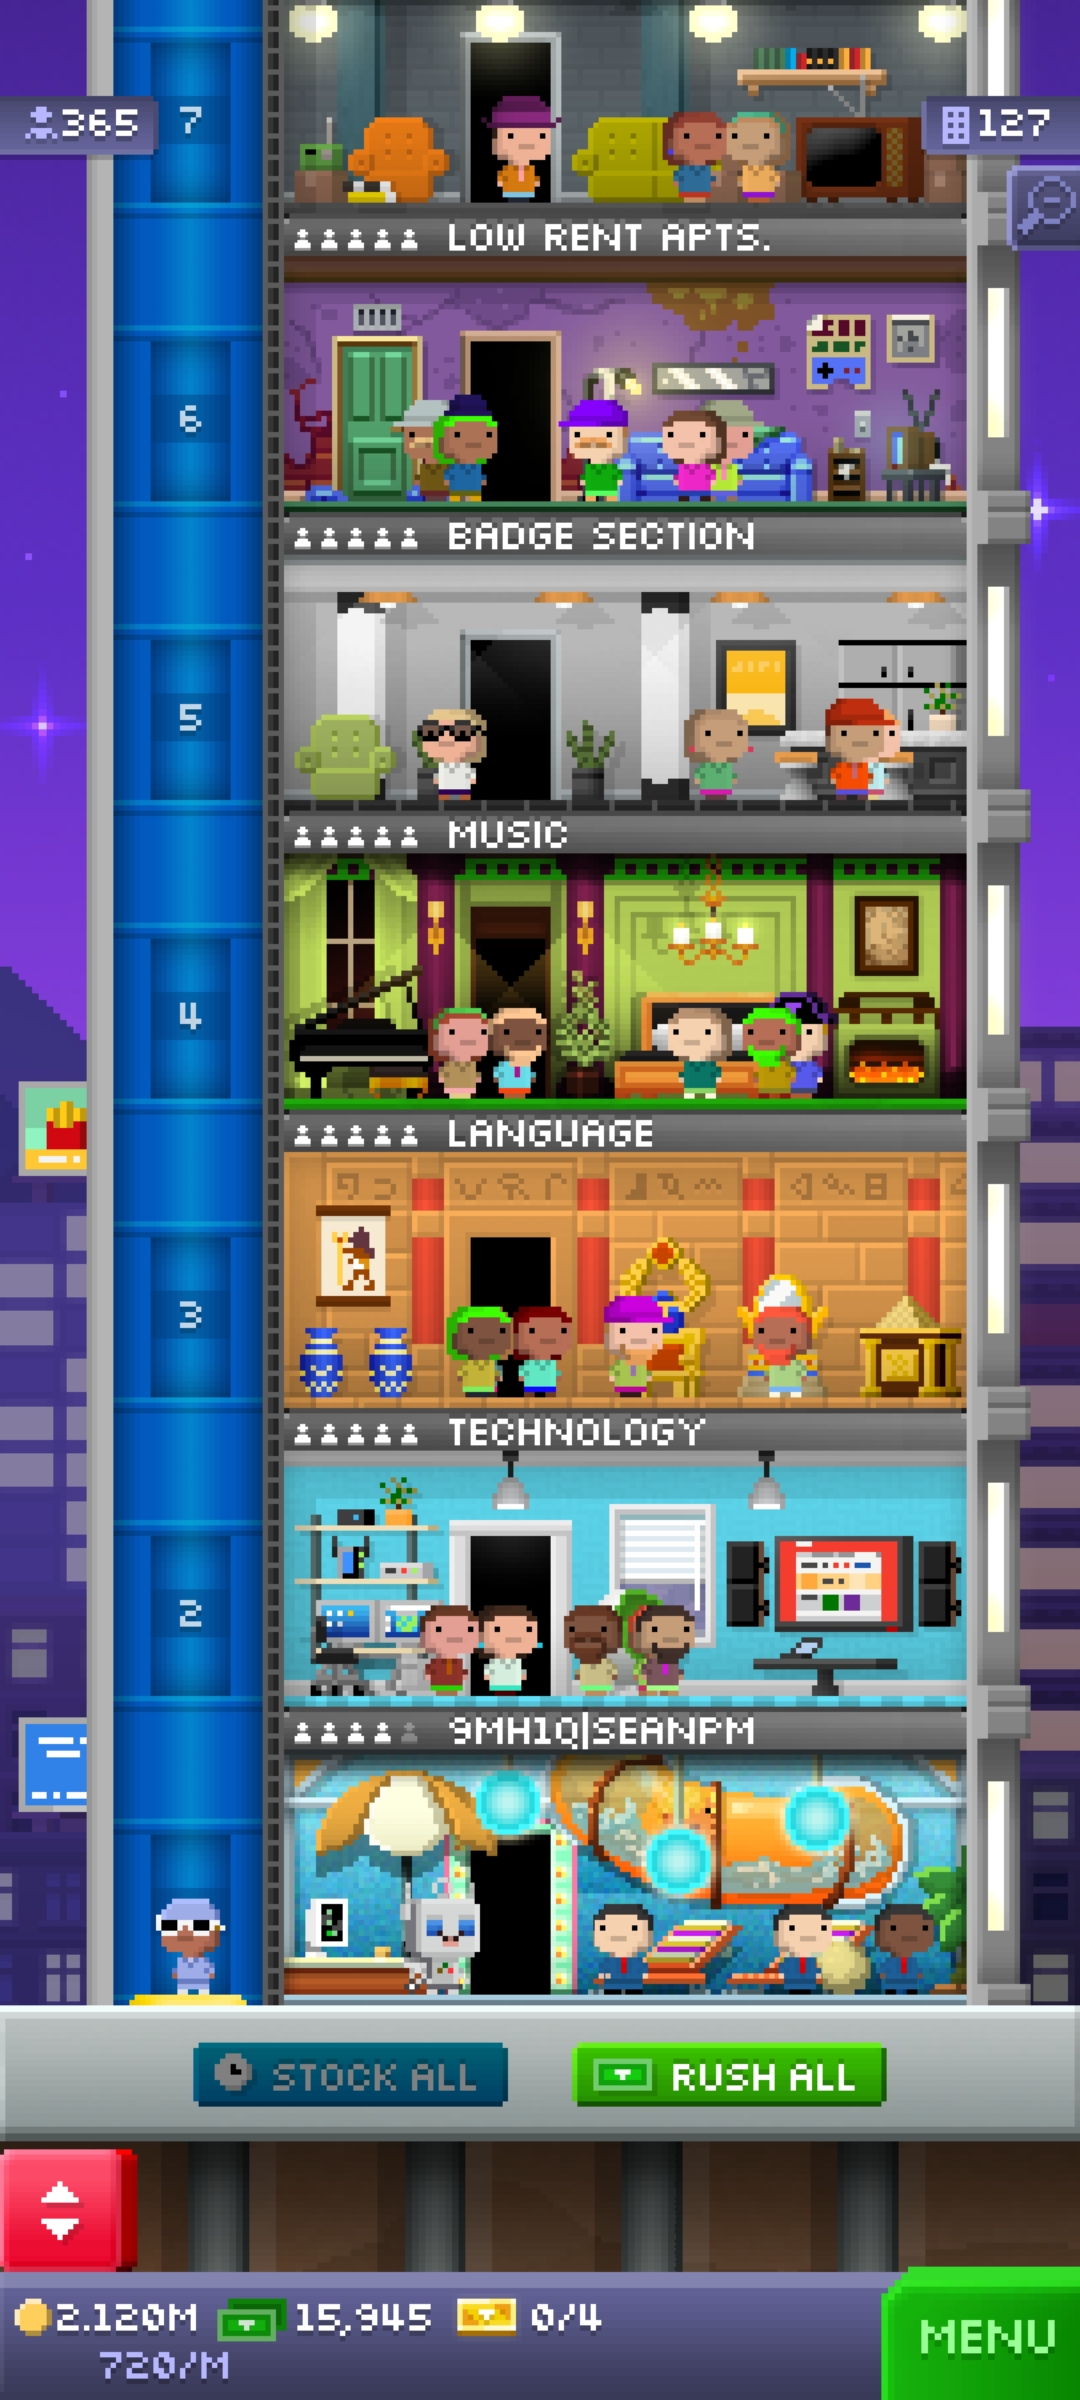 365
7
127
LOW RENT APTS.
6
BADGE SECTION
5
MUSIC
4
LANGUAGE
3
TECHNOLOGY
2
9MH1Q|SEANPM
STOCK ALL
RUSH ALL
2.120M
15,945
0/4
720/M
MENU